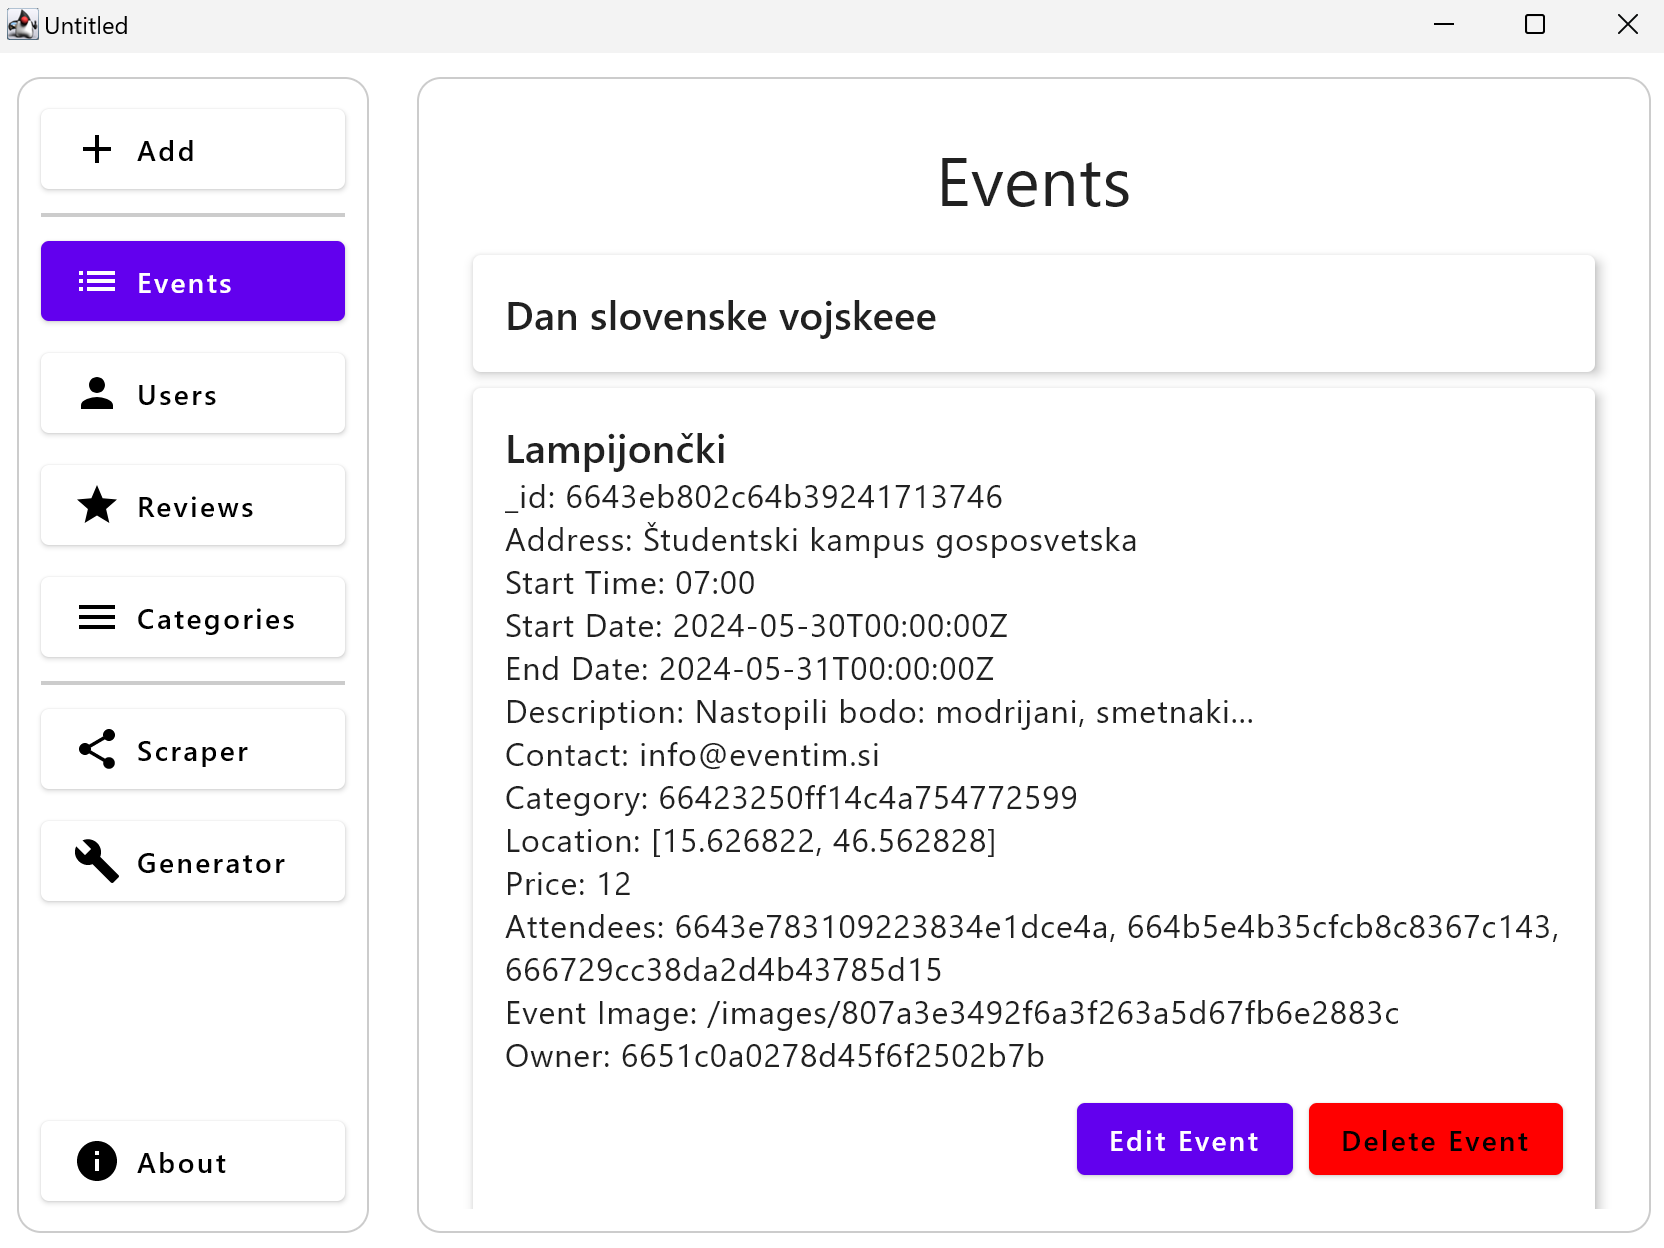 Untitled
Add
Events
Users
Reviews
Categories
Scraper
Generator
About
Events
Dan slovenske vojskeee
Lampijončki
_id: 6643eb802c64b39241713746
Address: Študentski kampus gosposvetska
Start Time: 07:00
Start Date: 2024-05-30T00:00:00Z
End Date: 2024-05-31T00:00:00Z
Description: Nastopili bodo: modrijani, smetnaki...
Contact: info@eventim.si
Category: 66423250ff14c4a754772599
Location: [15.626822, 46.562828]
Price: 12
Attendees: 6643e783109223834e1dce4a, 664b5e4b35cfcb8c8367c143,
666729cc38da2d4b43785d15
Event Image: /images/807a3e3492f6a3f263a5d67fb6e2883c
Owner: 6651c0a0278d45f6f2502b7b
Edit Event
Delete Event